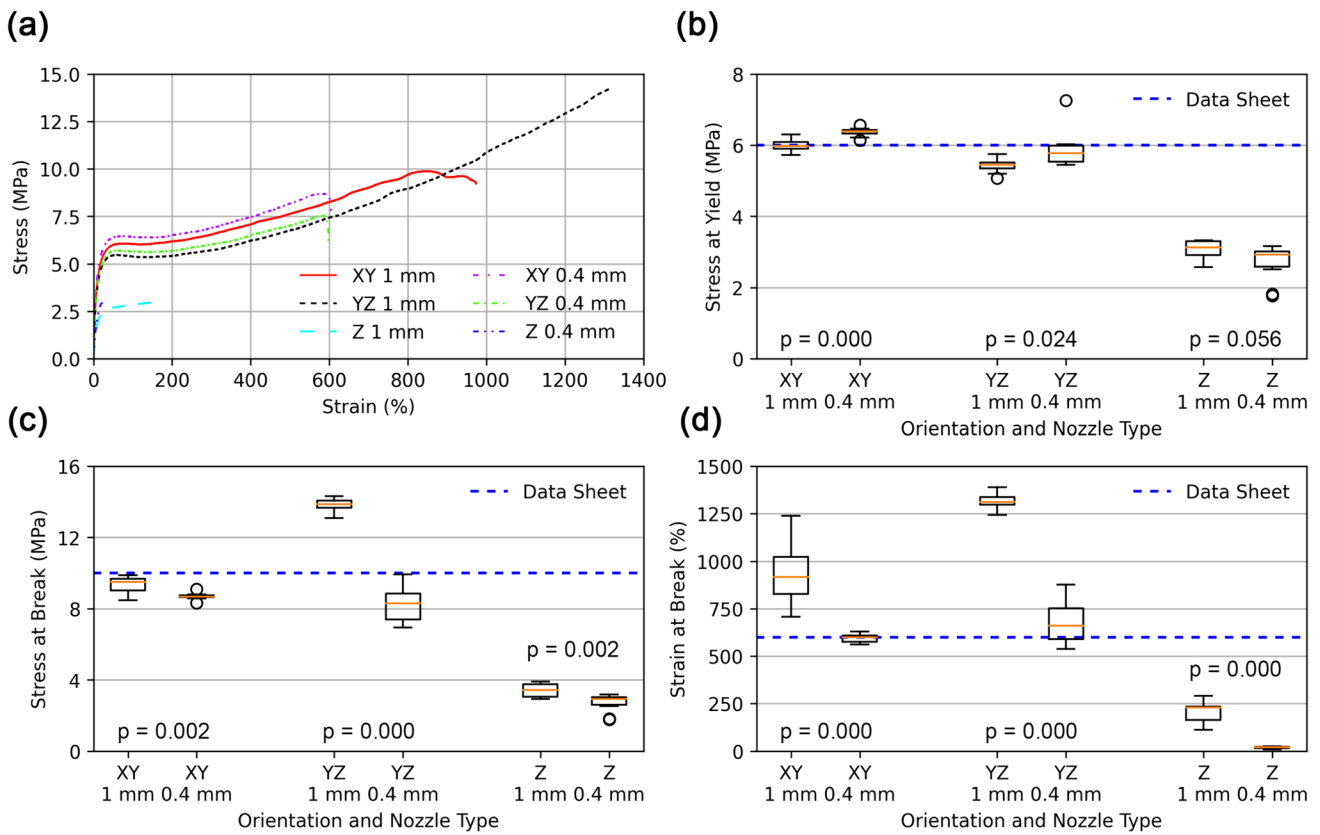 (a)
15.0
12.5
10.0
7.5
5.0
2.5
0.0
Stress (MPa)
XY 1 mm
YZ 1 mm
Z 1 mm
XY 0.4 mm
YZ 0.4 mm
Z 0.4 mm
0 200 400 600 800 1000 1200 1400
Strain (%)
(b)
8
6
4
2
0
Stress at Yield (MPa)
Data Sheet
p = 0.000 p = 0.024 p = 0.056
XY XY YZ YZ Z Z
1 mm 0.4 mm 1 mm 0.4 mm 1 mm 0.4 mm
Orientation and Nozzle Type
(c)
16
12
8
4
0
Stress at Break (MPa)
Data Sheet
p = 0.002
p = 0.002 p = 0.000
XY XY YZ YZ Z Z
1 mm 0.4 mm 1 mm 0.4 mm 1 mm 0.4 mm
Orientation and Nozzle Type
(d)
1500
1250
1000
750
500
250
0
Strain at Break (%)
Data Sheet
p = 0.000
p = 0.000 p = 0.000
XY XY YZ YZ Z Z
1 mm 0.4 mm 1 mm 0.4 mm 1 mm 0.4 mm
Orientation and Nozzle Type